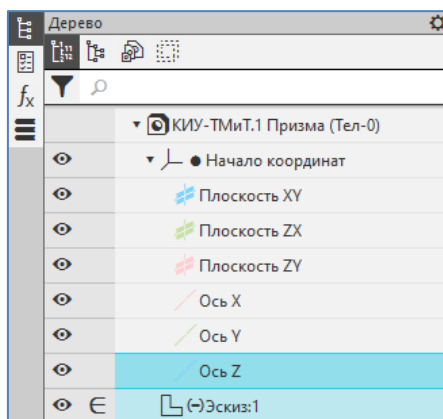 Дерево
fx
КИУ-ТМиТ.1 Призма (Тел-0)
Начало координат
Плоскость XY
Плоскость ZX
Плоскость ZY
Ось X
Ось Y
Ось Z
(-)Эскиз:1